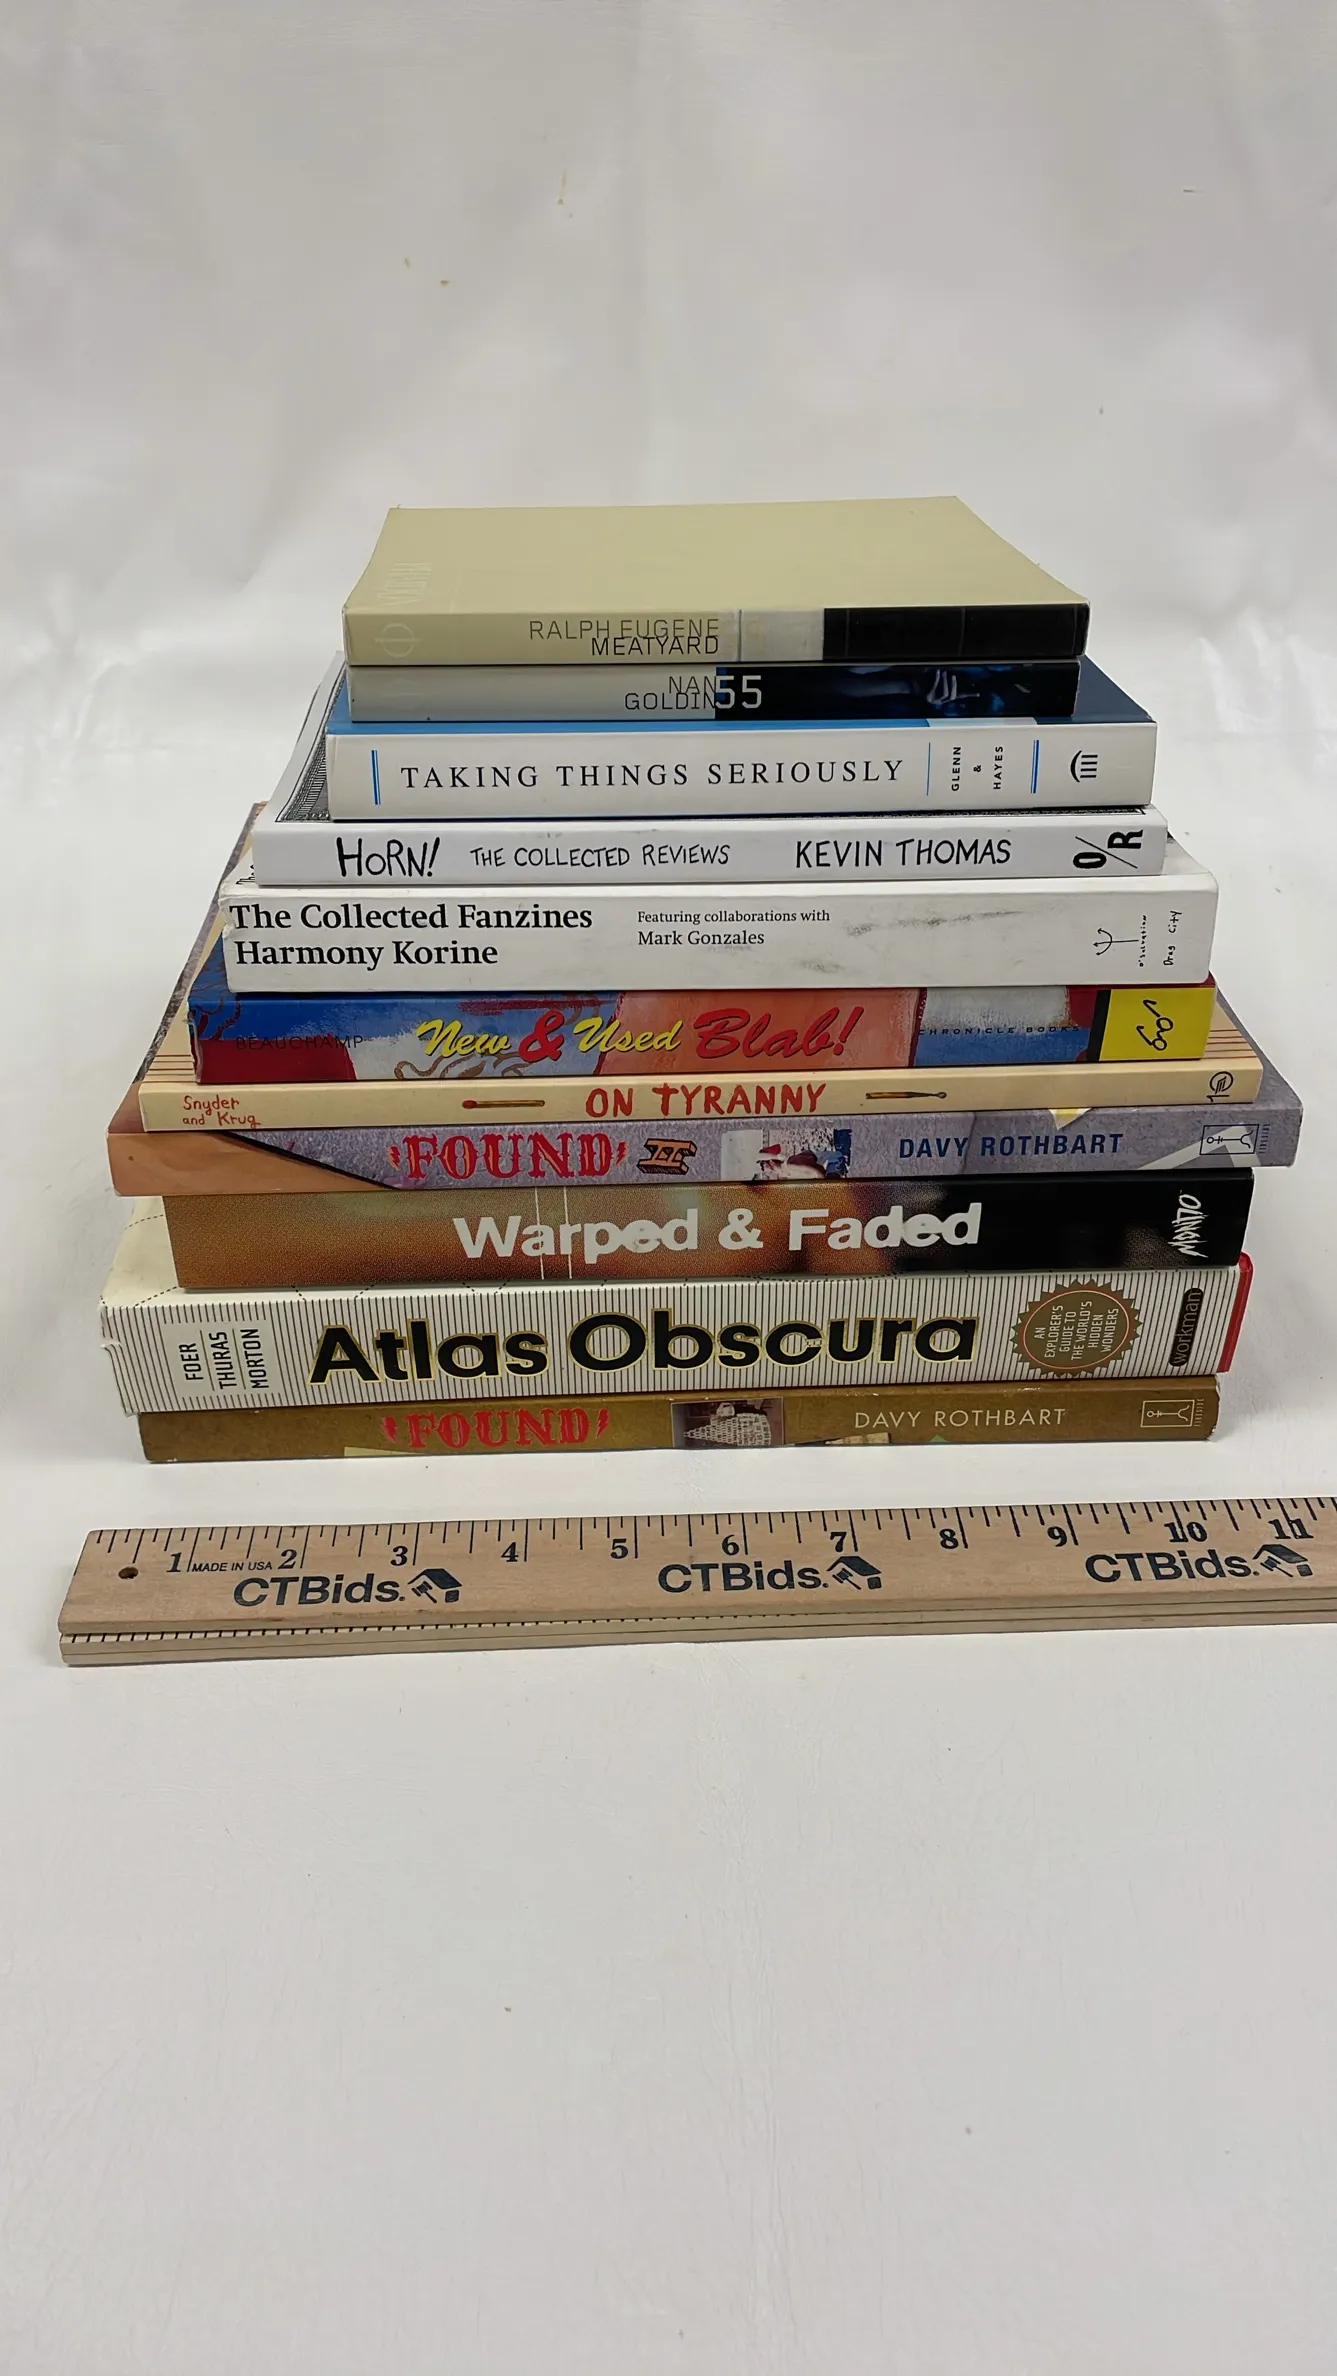 RALPH EUGENE
MEATYARD
NAN
GOLDIN
55
TAKING THINGS SERIOUSLY
GLENN
&
HAYES
HORN! THE COLLECTED REVIEWS KEVIN THOMAS O/R
The Collected Fanzines
Harmony Korine
Featuring collaborations with
Mark Gonzales
Drag City
BEAUCHAMP New & Used Blab! CHRONICLE BOOKS
Snyder
and Krug
ON TYRANNY
FOUND II DAVY ROTHBART
Warped & Faded MONDO
FOER
THURAS
MORTON
Atlas Obscura
AN
EXPLORER'S
GUIDE TO
THE WORLD'S
HIDDEN
WONDERS
workman
FOUND DAVY ROTHBART
1 MADE IN USA 2 3 4 5 6 7 8 9 10 11
CTBids. CTBids. CTBids.